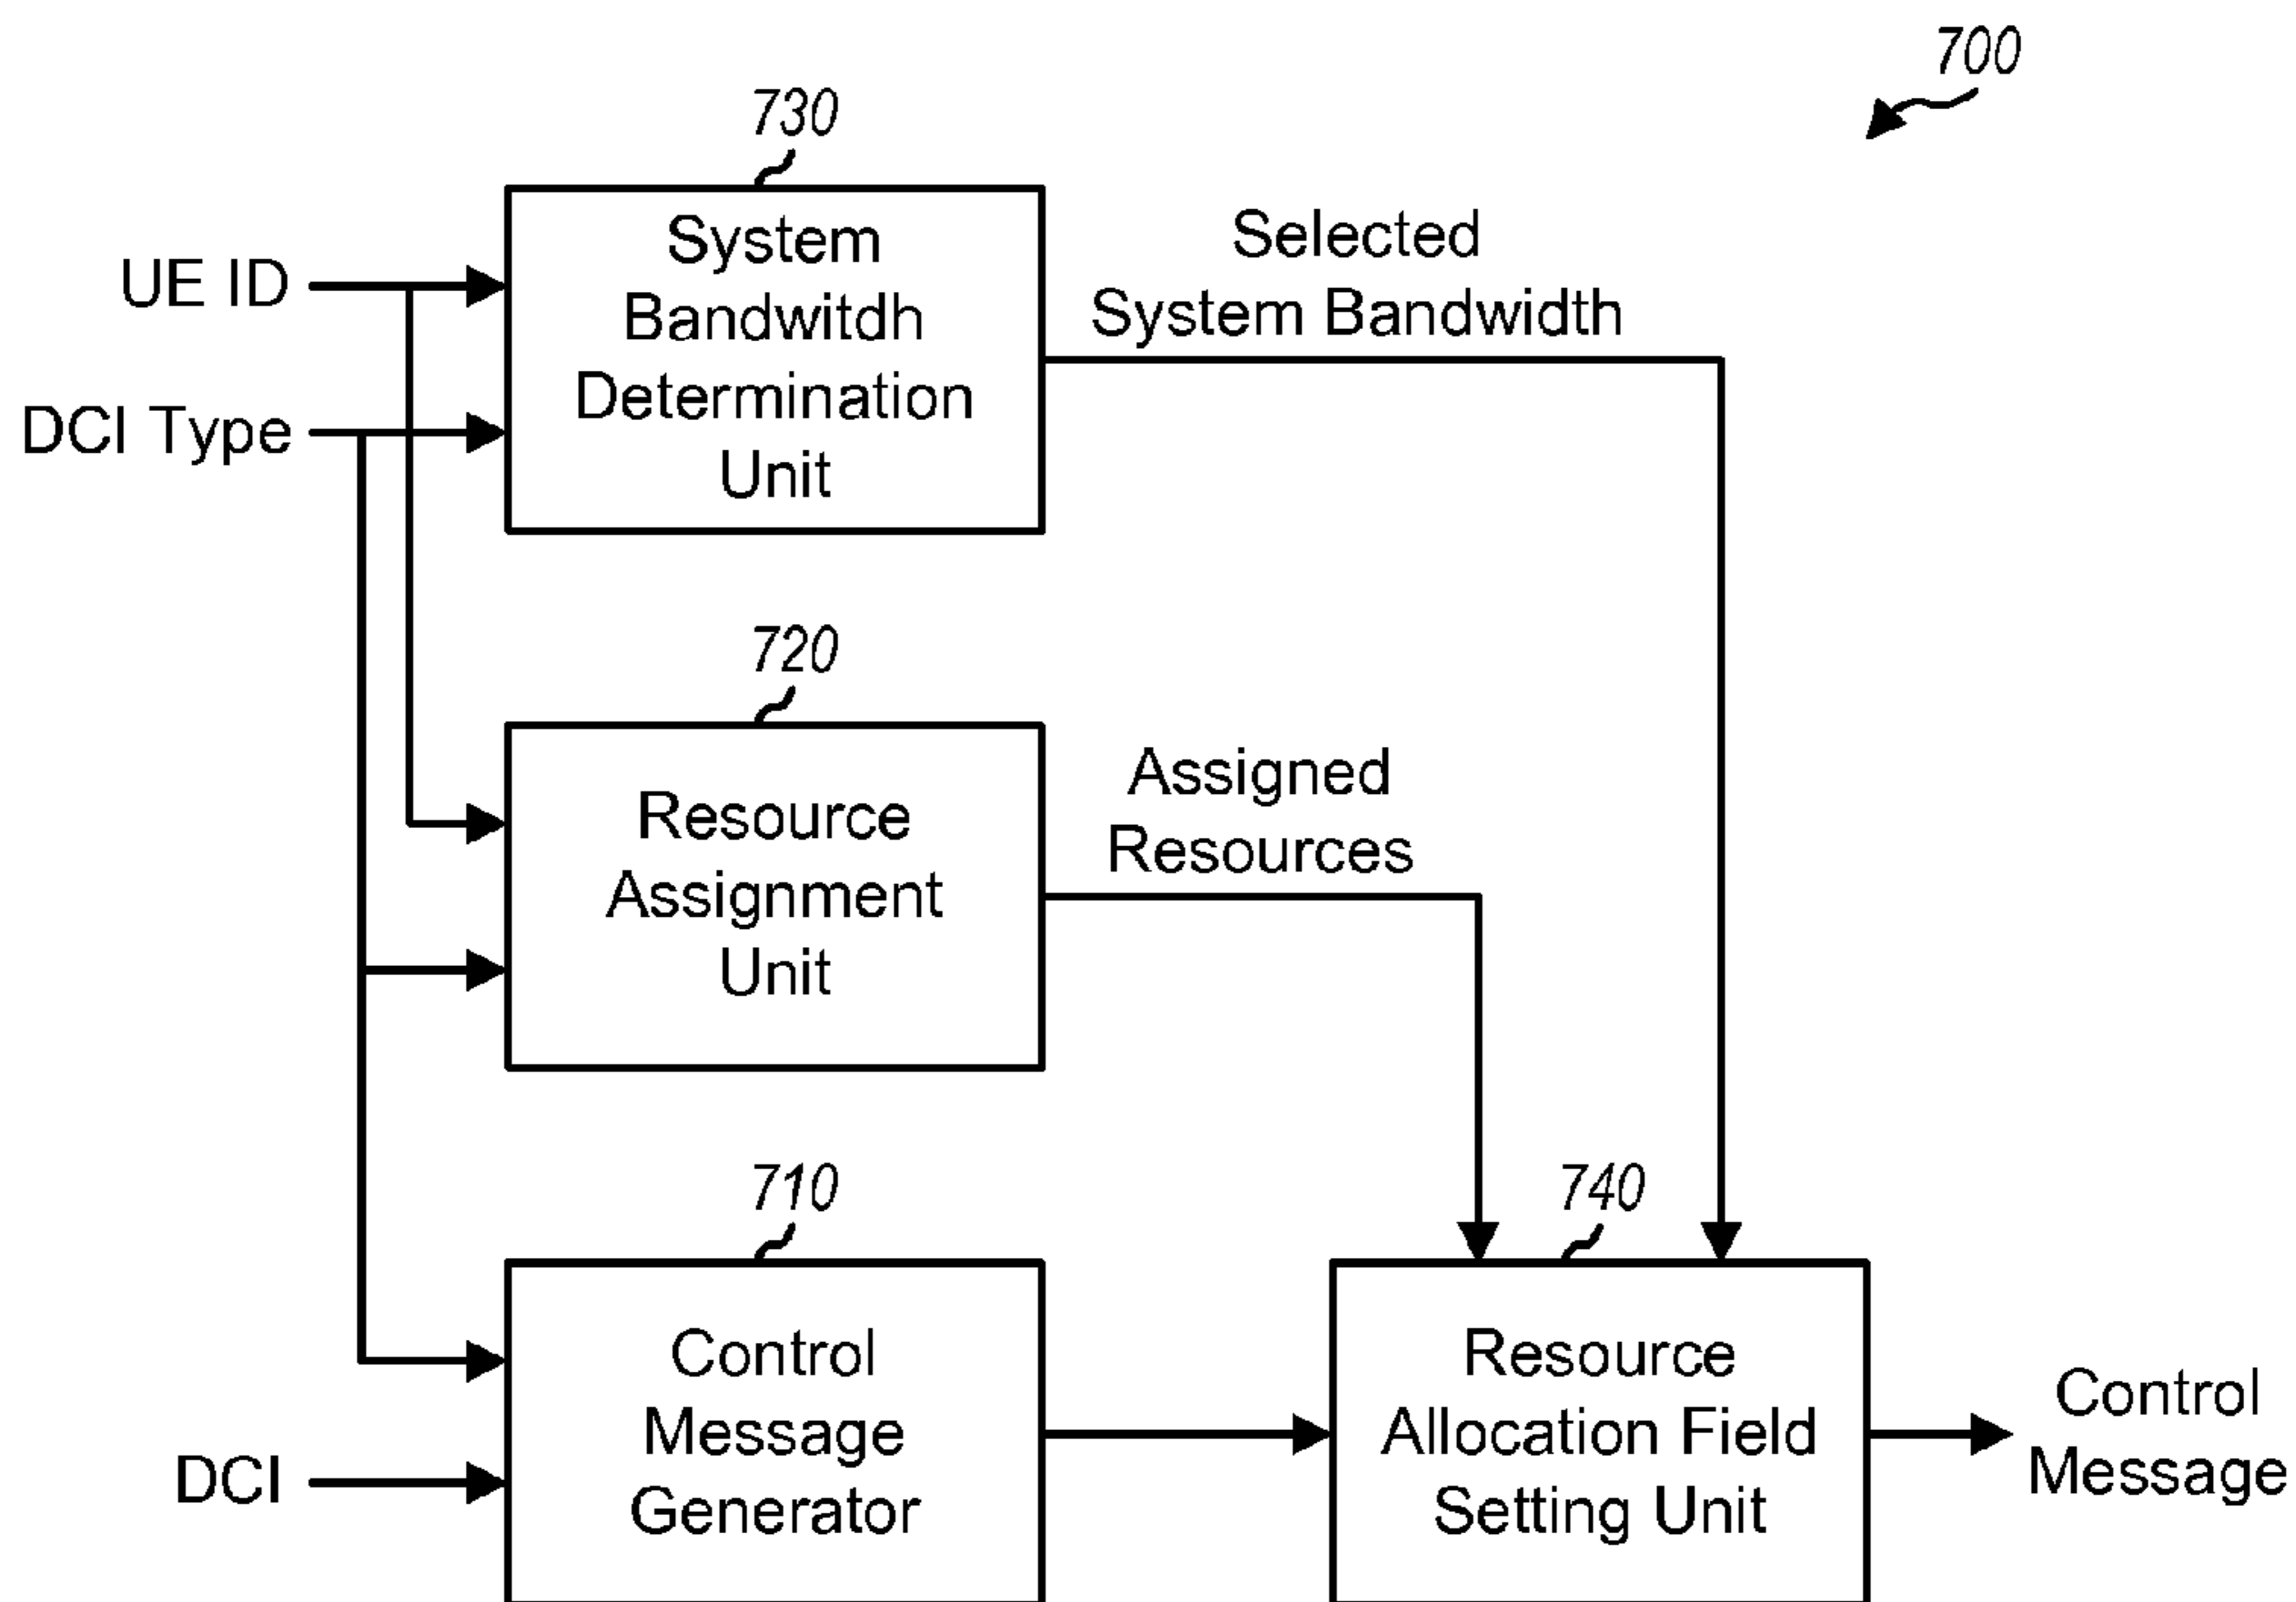 700
730
System
Bandwitdh
Determination
Unit
UE ID
DCI Type
Selected
System Bandwidth
720
Resource
Assignment
Unit
Assigned
Resources
710
Control
Message
Generator
DCI
740
Resource
Allocation Field
Setting Unit
Control
Message